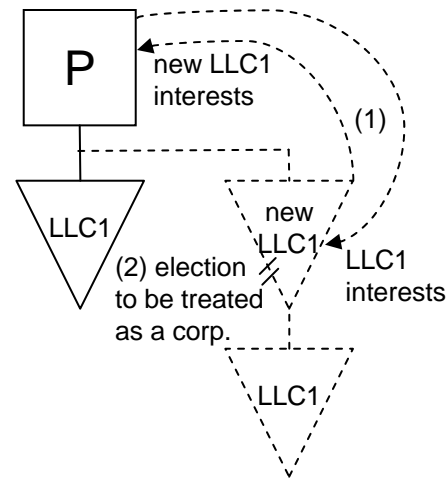 P
new LLC1
interests
(1)
LLC1
new
LLC1
LLC1
interests
(2) election
to be treated
as a corp.
LLC1